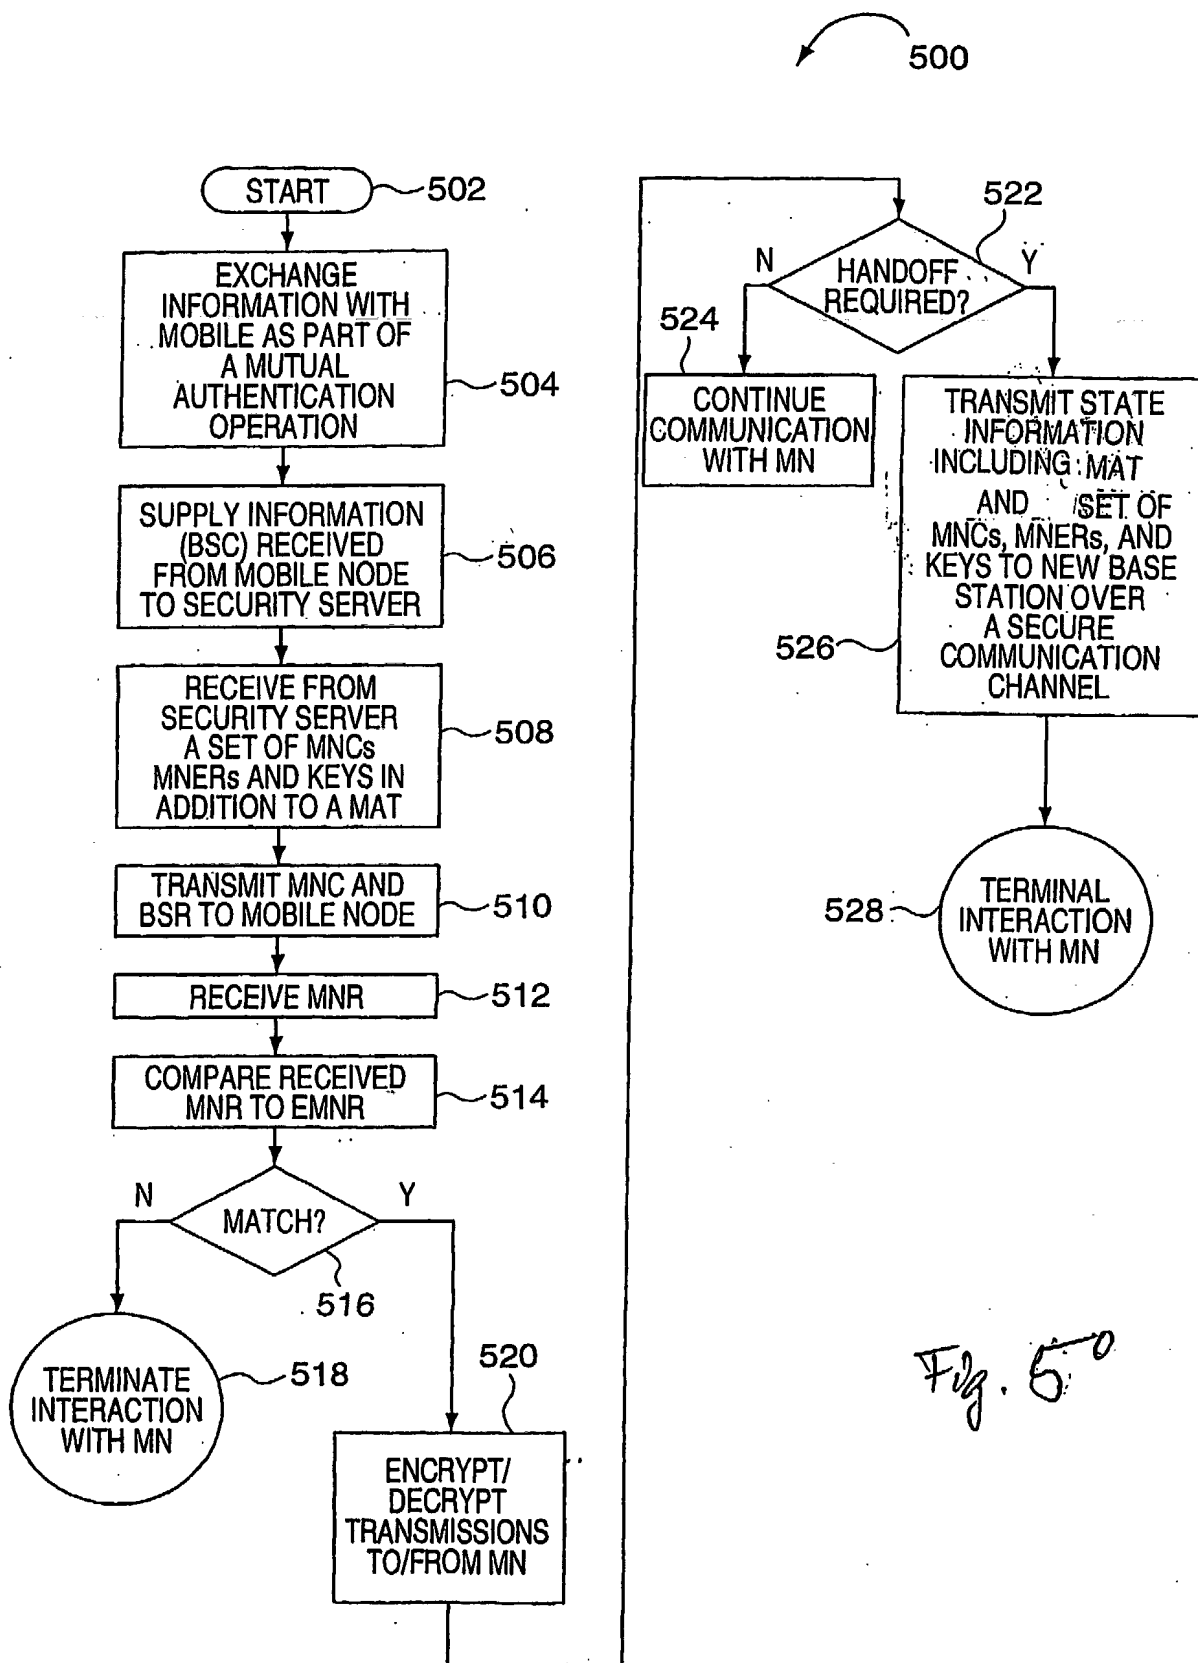 500
START
502
EXCHANGE
INFORMATION WITH
MOBILE AS PART OF
A MUTUAL
AUTHENTICATION
OPERATION
504
SUPPLY INFORMATION
(BSC) RECEIVED
FROM MOBILE NODE
TO SECURITY SERVER
506
RECEIVE FROM
SECURITY SERVER
A SET OF MNCs
MNERs AND KEYS IN
ADDITION TO A MAT
508
TRANSMIT MNC AND
BSR TO MOBILE NODE
510
RECEIVE MNR
512
COMPARE RECEIVED
MNR TO EMNR
514
N
Y
MATCH?
516
TERMINATE
INTERACTION
WITH MN
518
520
ENCRYPT/
DECRYPT
TRANSMISSIONS
TO/FROM MN
522
N
Y
HANDOFF
REQUIRED?
524
CONTINUE
COMMUNICATION
WITH MN
TRANSMIT STATE
INFORMATION
INCLUDING MAT
AND SET OF
MNCs, MNERs, AND
KEYS TO NEW BASE
STATION OVER
A SECURE
COMMUNICATION
CHANNEL
526
TERMINAL
INTERACTION
WITH MN
528
Fig. 5